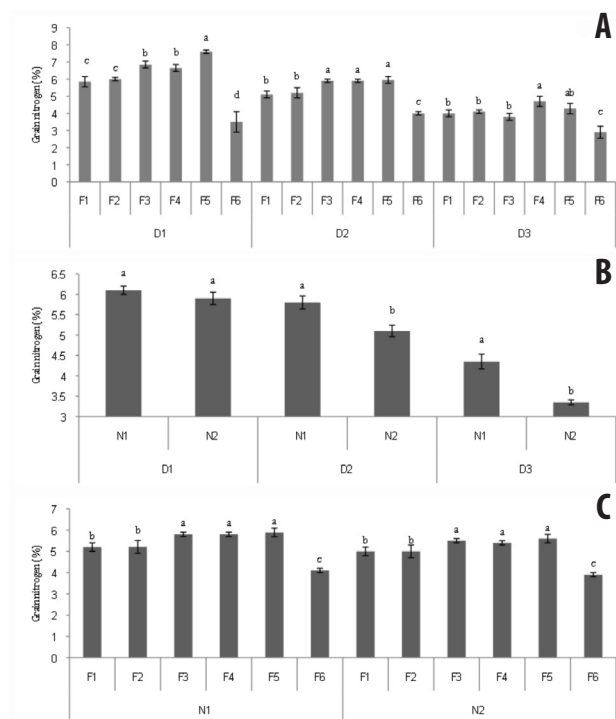 A
Grain nitrogen (%)
9
8
7
6
5
4
3
2
1
0
c c b b a d b b a a a c b b b a ab c
F1 F2 F3 F4 F5 F6 F1 F2 F3 F4 F5 F6 F1 F2 F3 F4 F5 F6
D1 D2 D3
B
Grain nitrogen (%)
6.5
6
5.5
5
4.5
4
3.5
3
a a a b a b
N1 N2 N1 N2 N1 N2
D1 D2 D3
C
Grain nitrogen (%)
7
6
5
4
3
2
1
0
b b a a a c b b a a a c
F1 F2 F3 F4 F5 F6 F1 F2 F3 F4 F5 F6
N1 N2